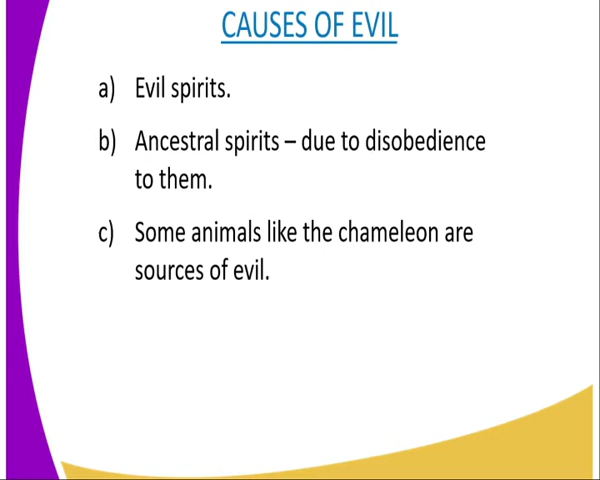 CAUSES OF EVIL
a) Evil spirits.
b) Ancestral spirits – due to disobedience
to them.
c) Some animals like the chameleon are
sources of evil.